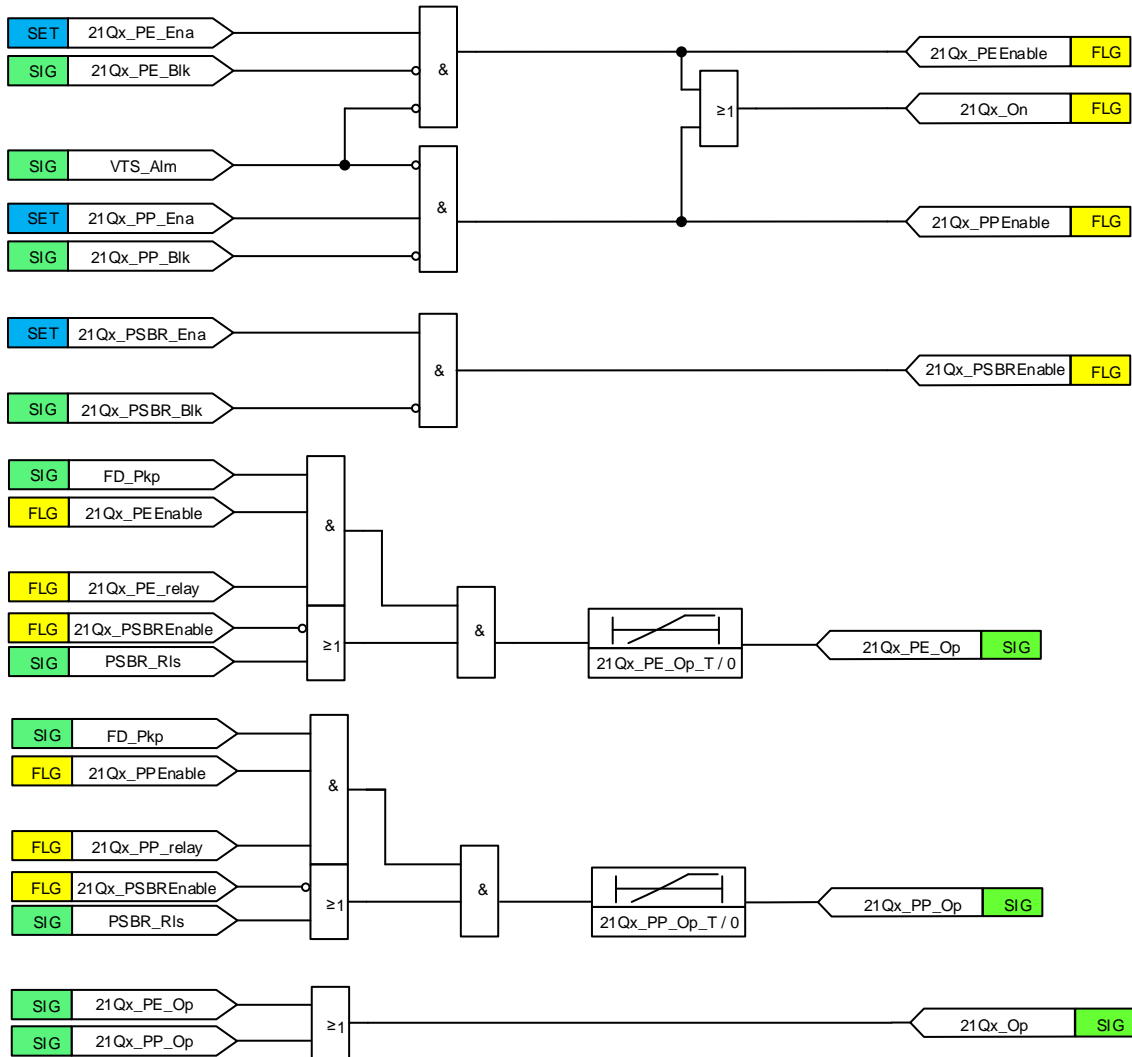 SET 21Qx_PE_Ena
&
21Qx_PEEnable FLG
SIG 21Qx_PE_Blk
≥1
21Qx_On FLG
SIG VTS_Alm
&
SET 21Qx_PP_Ena
21Qx_PPEnable FLG
SIG 21Qx_PP_Blk
SET 21Qx_PSBR_Ena
&
21Qx_PSBREnable FLG
SIG 21Qx_PSBR_Blk
SIG FD_Pkp
FLG 21Qx_PEEnable
&
FLG 21Qx_PE_relay
FLG 21Qx_PSBREnable
≥1
&
SIG PSBR_Rls
21Qx_PE_Op_T / 0
21Qx_PE_Op SIG
SIG FD_Pkp
FLG 21Qx_PPEnable
&
FLG 21Qx_PP_relay
FLG 21Qx_PSBREnable
≥1
&
SIG PSBR_Rls
21Qx_PP_Op_T / 0
21Qx_PP_Op SIG
SIG 21Qx_PE_Op
≥1
21Qx_Op SIG
SIG 21Qx_PP_Op